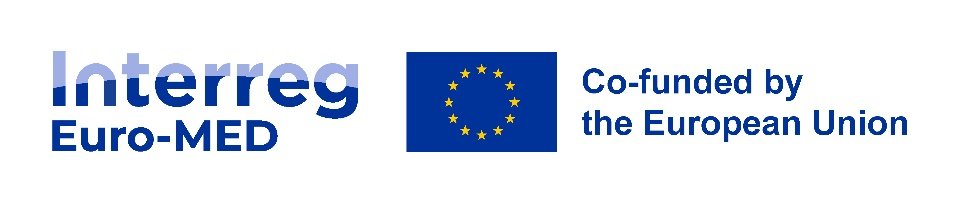 Interreg
Euro-MED
Co-funded by
the European Union